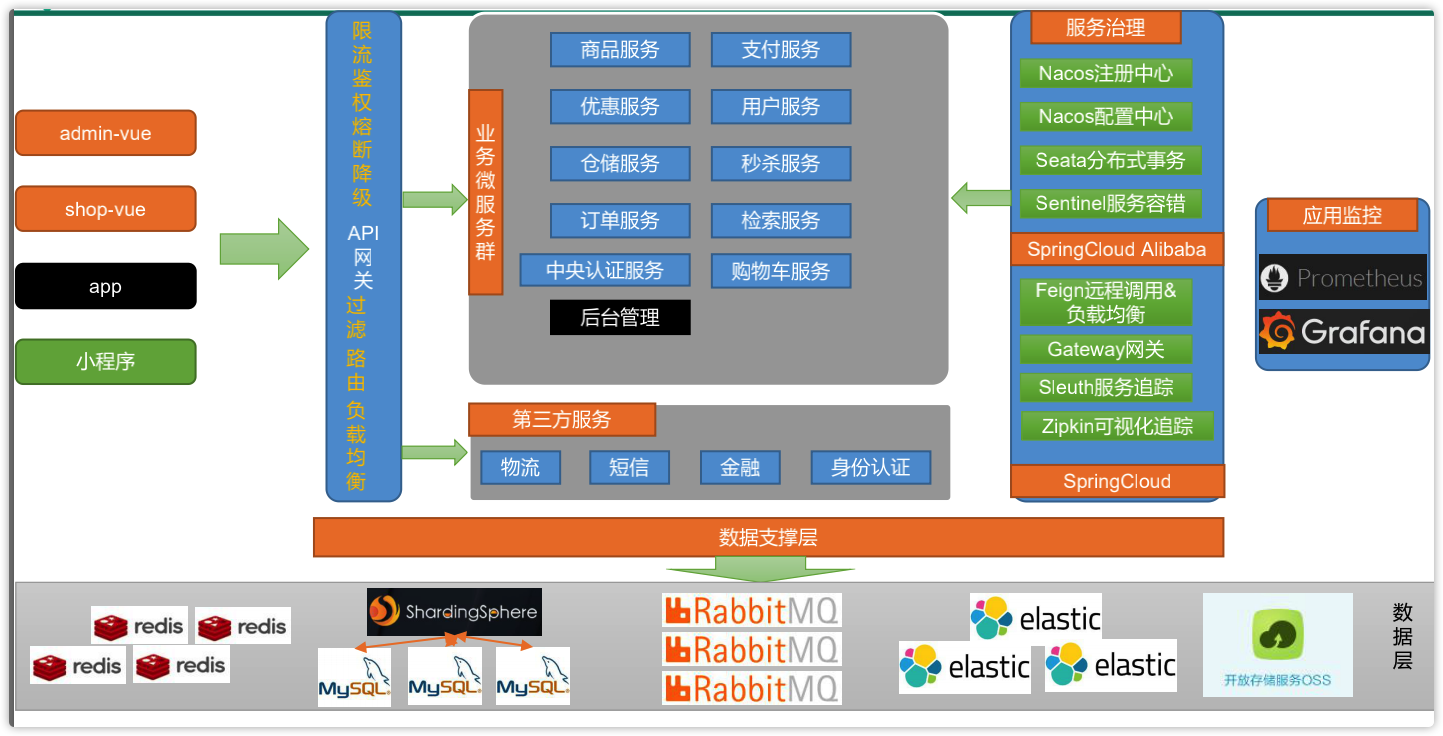 admin-vue
shop-vue
app
小程序
限流鉴权熔断降级
API
网关
过滤
路由
负载均衡
业务微服务群
商品服务
支付服务
优惠服务
用户服务
仓储服务
秒杀服务
订单服务
检索服务
中央认证服务
购物车服务
后台管理
第三方服务
物流
短信
金融
身份认证
服务治理
Nacos注册中心
Nacos配置中心
Seata分布式事务
Sentinel服务容错
SpringCloud Alibaba
Feign远程调用&
负载均衡
Gateway网关
Sleuth服务追踪
Zipkin可视化追踪
SpringCloud
应用监控
Prometheus
Grafana
数据支撑层
redis
redis
redis
redis
ShardingSphere
MySQL
MySQL
MySQL
RabbitMQ
RabbitMQ
RabbitMQ
elastic
elastic
elastic
开放存储服务OSS
数据层